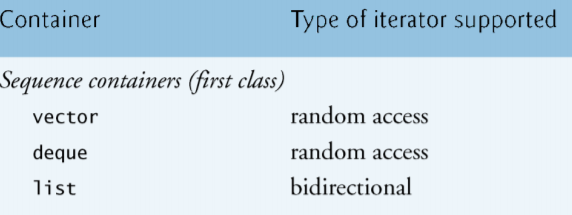 Container Type of iterator supported
Sequence containers (first class)
vector random access
deque random access
list bidirectional